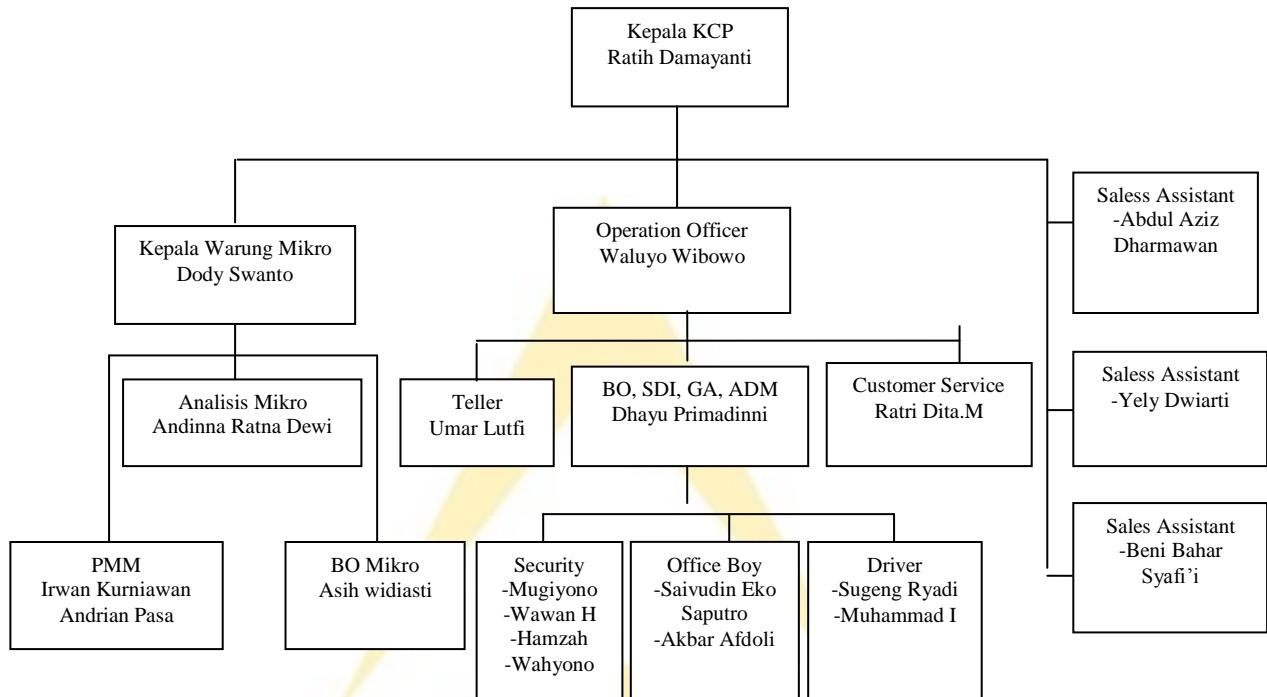 Kepala KCP
Ratih Damayanti
Kepala Warung Mikro
Dody Swanto
Operation Officer
Waluyo Wibowo
Saless Assistant
-Abdul Aziz
Dharmawan
Analisis Mikro
Andinna Ratna Dewi
Teller
Umar Lutfi
BO, SDI, GA, ADM
Dhayu Primadinni
Customer Service
Ratri Dita.M
Saless Assistant
-Yely Dwiarti
PMM
Irwan Kurniawan
Andrian Pasa
BO Mikro
Asih widiasti
Security
-Mugiyono
-Wawan H
-Hamzah
-Wahyono
Office Boy
-Saivudin Eko
Saputro
-Akbar Afdoli
Driver
-Sugeng Ryadi
-Muhammad I
Sales Assistant
-Beni Bahar
Syafi’i